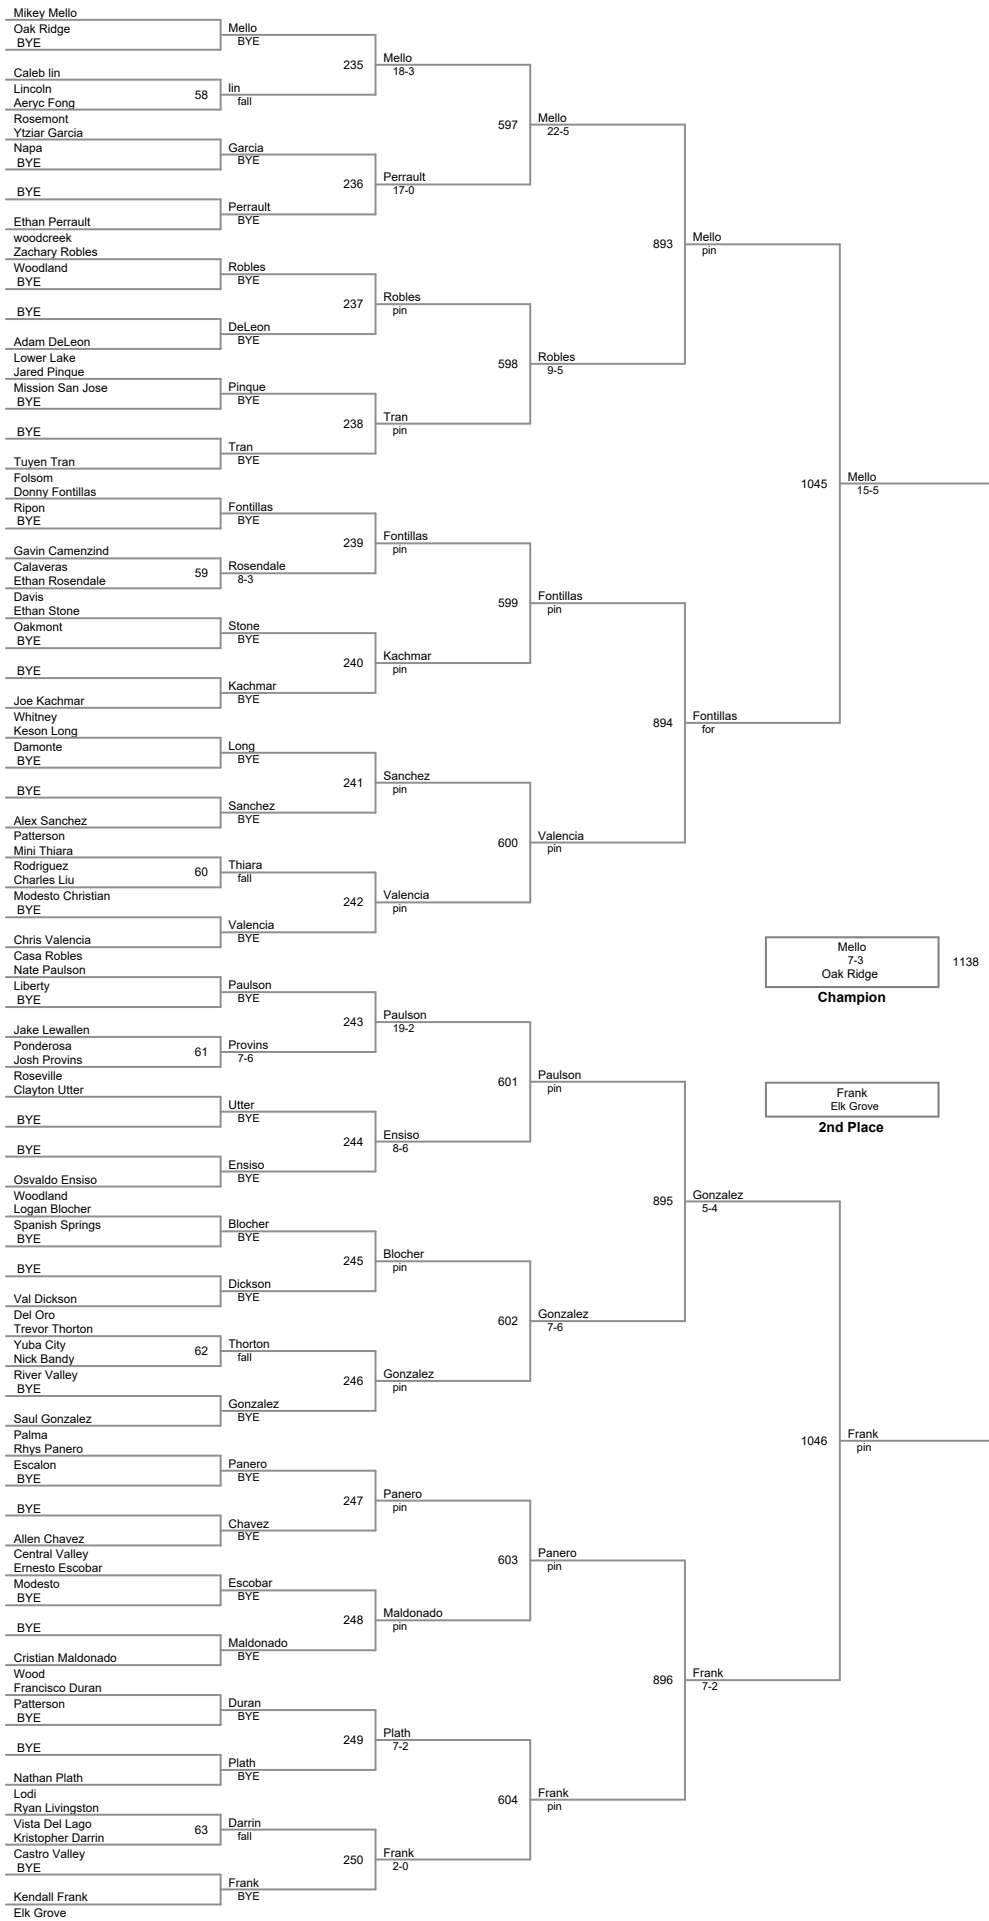 Mikey Mello
Oak Ridge
BYE
Mello
BYE
235
Mello
18-3
Caleb lin
Lincoln
58
lin
fall
Aeryc Fong
Rosemont
597
Mello
22-5
Ytziar Garcia
Napa
BYE
Garcia
BYE
236
Perrault
17-0
BYE
Perrault
BYE
Ethan Perrault
woodcreek
893
Mello
pin
Zachary Robles
Woodland
BYE
Robles
BYE
237
Robles
pin
BYE
DeLeon
BYE
Adam DeLeon
Lower Lake
598
Robles
9-5
Jared Pinque
Mission San Jose
BYE
Pinque
BYE
238
Tran
pin
BYE
Tran
BYE
Tuyen Tran
Folsom
1045
Mello
15-5
Donny Fontillas
Ripon
BYE
Fontillas
BYE
239
Fontillas
pin
Gavin Camenzind
Calaveras
59
Rosendale
8-3
Ethan Rosendale
Davis
599
Fontillas
pin
Ethan Stone
Oakmont
BYE
Stone
BYE
240
Kachmar
pin
BYE
Kachmar
BYE
Joe Kachmar
Whitney
894
Fontillas
for
Keson Long
Damonte
BYE
Long
BYE
241
Sanchez
pin
BYE
Sanchez
BYE
Alex Sanchez
Patterson
600
Valencia
pin
Mini Thiara
Rodriguez
60
Thiara
fall
Charles Liu
Modesto Christian
242
Valencia
pin
BYE
Valencia
BYE
Chris Valencia
Casa Robles
Mello
7-3
Oak Ridge
1138
Champion
Nate Paulson
Liberty
BYE
Paulson
BYE
243
Paulson
19-2
Jake Lewallen
Ponderosa
61
Provins
7-6
Josh Provins
Roseville
601
Paulson
pin
Clayton Utter
BYE
Utter
BYE
Frank
Elk Grove
2nd Place
244
Ensiso
8-6
BYE
Ensiso
BYE
Osvaldo Ensiso
Woodland
895
Gonzalez
5-4
Logan Blocher
Spanish Springs
BYE
Blocher
BYE
245
Blocher
pin
BYE
Dickson
BYE
Val Dickson
Del Oro
602
Gonzalez
7-6
Trevor Thorton
Yuba City
62
Thorton
fall
Nick Bandy
River Valley
246
Gonzalez
pin
BYE
Gonzalez
BYE
Saul Gonzalez
Palma
1046
Frank
pin
Rhys Panero
Escalon
BYE
Panero
BYE
247
Panero
pin
BYE
Chavez
BYE
Allen Chavez
Central Valley
603
Panero
pin
Ernesto Escobar
Modesto
BYE
Escobar
BYE
248
Maldonado
pin
BYE
Maldonado
BYE
Cristian Maldonado
Wood
896
Frank
7-2
Francisco Duran
Patterson
BYE
Duran
BYE
249
Plath
7-2
BYE
Plath
BYE
Nathan Plath
Lodi
604
Frank
pin
Ryan Livingston
Vista Del Lago
63
Darrin
fall
Kristopher Darrin
Castro Valley
250
Frank
2-0
BYE
Frank
BYE
Kendall Frank
Elk Grove